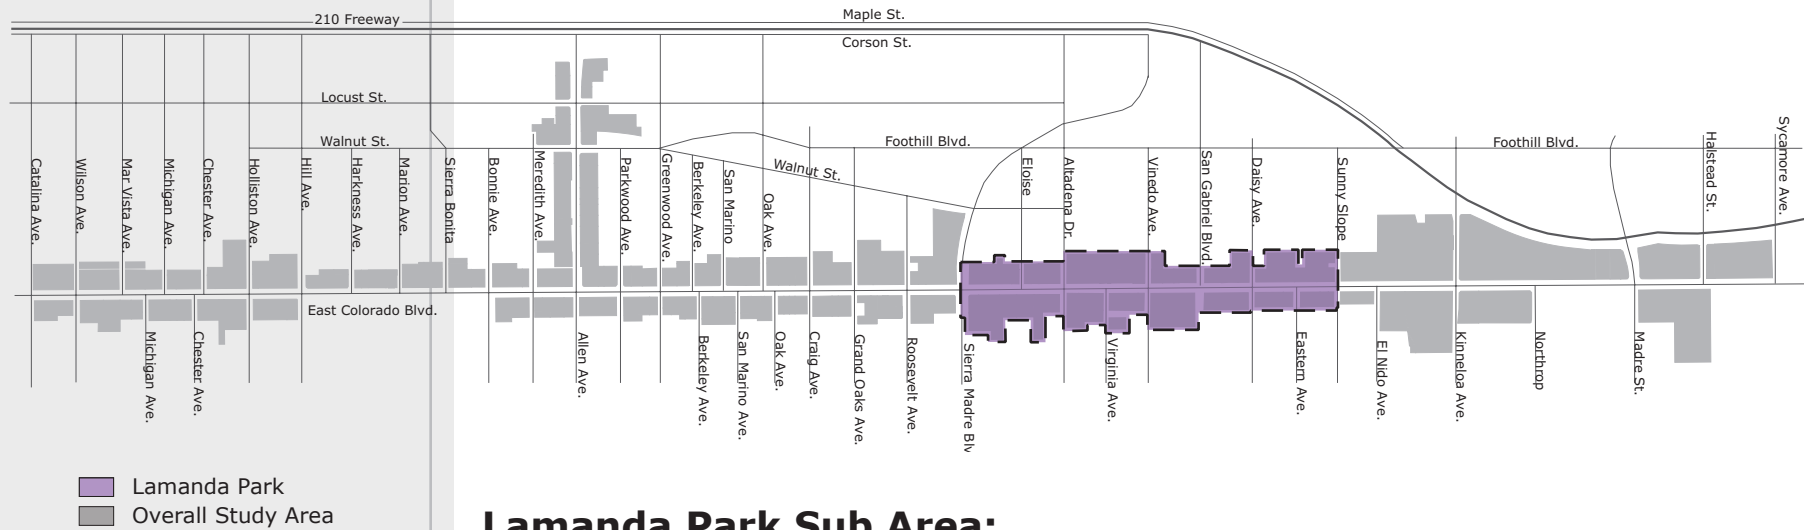 210 Freeway
Maple St.
Corson St.
Locust St.
Walnut St.
Foothill Blvd.
Foothill Blvd.
Walnut St.
Catalina Ave.
Wilson Ave.
Mar Vista Ave.
Michigan Ave.
Chester Ave.
Holliston Ave.
Hill Ave.
Harkness Ave.
Marion Ave.
Sierra Bonita
Bonnie Ave.
Meredith Ave.
Parkwood Ave.
Greenwood Ave.
Berkeley Ave.
San Marino
Oak Ave.
Eloise
Altadena Dr.
Vinedo Ave.
San Gabriel Blvd.
Daisy Ave.
Sunny Slope
Halstead St.
Sycamore Ave.
East Colorado Blvd.
Michigan Ave.
Chester Ave.
Allen Ave.
Berkeley Ave.
San Marino Ave.
Oak Ave.
Craig Ave.
Grand Oaks Ave.
Roosevelt Ave.
Sierra Madre Blv
Virginia Ave.
Eastern Ave.
El Nido Ave.
Kinneloa Ave.
Northrop
Madre St.
Lamanda Park
Overall Study Area
Lamanda Park Sub Area: